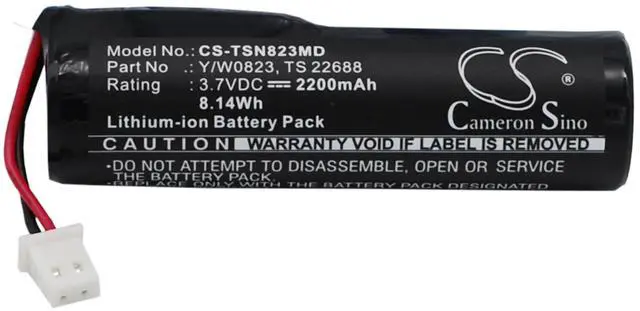 Model No.: CS-TSN823MD
Part No : Y/W0823, TS 22688
Rating : 3.7VDC 2200mAh
8.14Wh
Lithium-ion Battery Pack
CS
®
Cameron Sino
CAUTION WARRANTY VOID IF LABEL IS REMOVED
-DO NOT ATTEMPT TO DISASSEMBLE, OPEN OR SERVICE
THE BATTERY PACK.